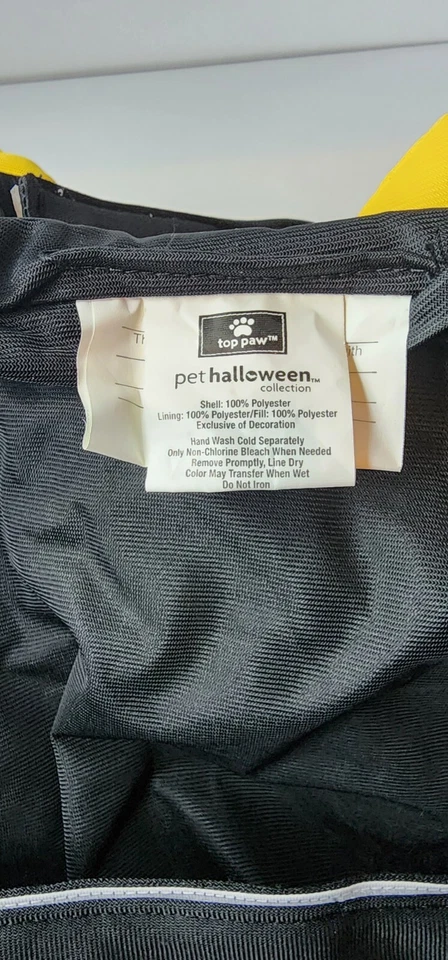 top paw™
pet halloween™
collection
Shell: 100% Polyester
Lining: 100% Polyester/Fill: 100% Polyester
Exclusive of Decoration
Hand Wash Cold Separately
Only Non-Chlorine Bleach When Needed
Remove Promptly, Line Dry
Color May Transfer When Wet
Do Not Iron